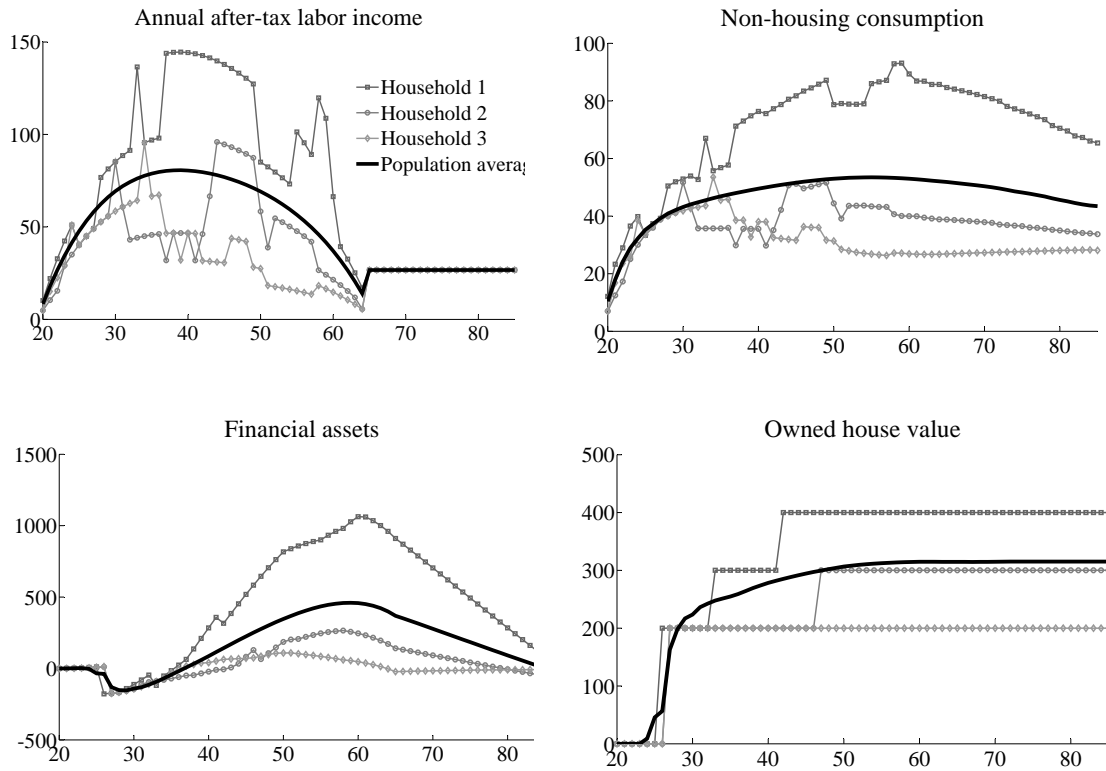 Annual after-tax labor income
150
100
50
0
20 30 40 50 60 70 80
Household 1
Household 2
Household 3
Population averag
Non-housing consumption
100
80
60
40
20
0
20 30 40 50 60 70 80
Financial assets
1500
1000
500
0
-500
20 30 40 50 60 70 80
Owned house value
500
400
300
200
100
0
20 30 40 50 60 70 80